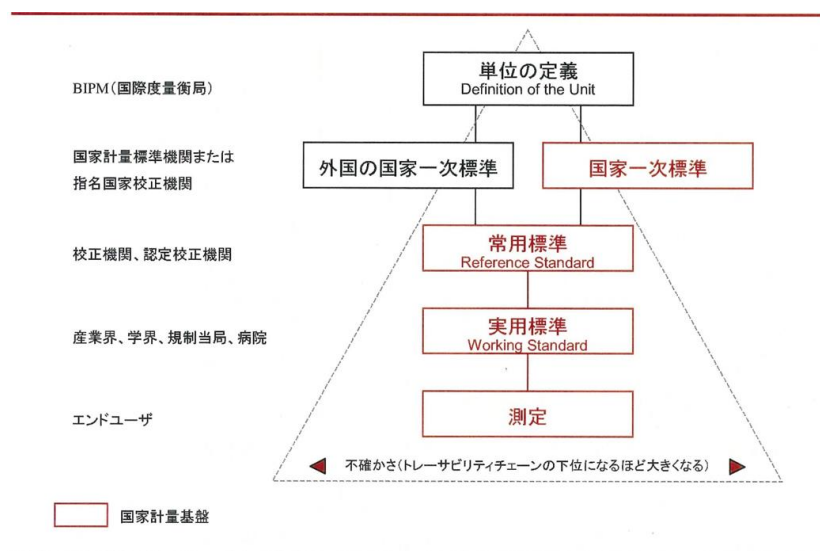 単位の定義
Definition of the Unit
BIPM(国際度量衡局)
国家計量標準機関または
指名国家校正機関
外国の国家一次標準
国家一次標準
校正機関、認定校正機関
常用標準
Reference Standard
産業界、学界、規制当局、病院
実用標準
Working Standard
エンドユーザ
測定
不確かさ(トレーサビリティチェーンの下位になるほど大きくなる)
国家計量基盤